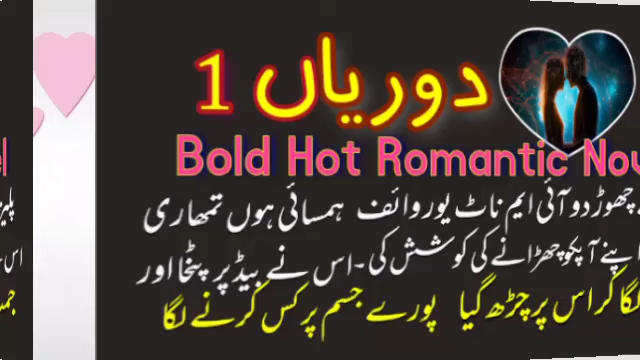 دوریاں 1
Bold Hot Romantic Nov
چھوڑ دو آئی ایم ناٹ یور وائف ہمسائی ہوں تمھاری
اپنے آپکو چھڑانے کی کوشش کی۔اس نے بیڈ پر پٹخا اور
لگا کر اس پر چڑھ گیا پورے جسم پر کس کرنے لگا